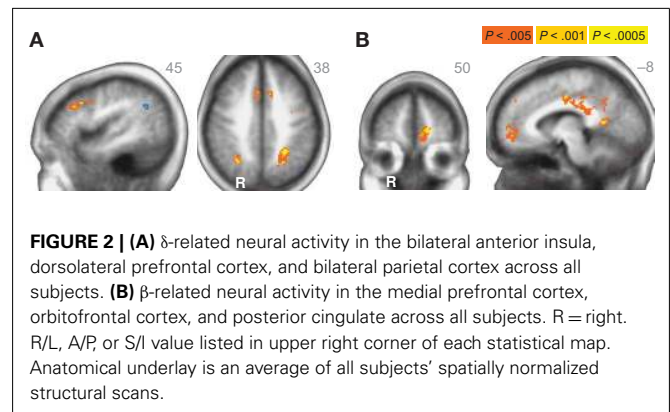 A B P < .005 P < .001 P < .0005
45 38 50 –8
R R
FIGURE 2 | (A) δ-related neural activity in the bilateral anterior insula,
dorsolateral prefrontal cortex, and bilateral parietal cortex across all
subjects. (B) β-related neural activity in the medial prefrontal cortex,
orbitofrontal cortex, and posterior cingulate across all subjects. R = right.
R/L, A/P, or S/I value listed in upper right corner of each statistical map.
Anatomical underlay is an average of all subjects’ spatially normalized
structural scans.